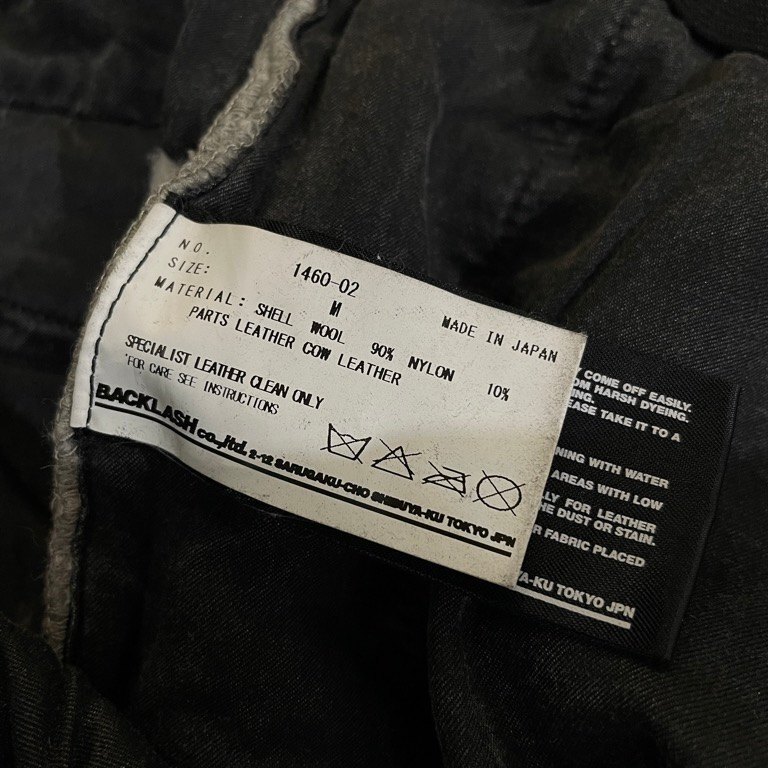 NO. 1460-02
SIZE: M MADE IN JAPAN
MATERIAL: SHELL WOOL 90% NYLON 10%
PARTS LEATHER COW LEATHER
SPECIALIST LEATHER CLEAN ONLY
*FOR CARE SEE INSTRUCTIONS
BACKLASH co.,ltd. 2-12 SARUGAKU-CHO SHIBUYA-KU TOKYO JPN
COME OFF EASILY.
HARSH DYEING.
TAKE IT TO A
WITH WATER
AREAS WITH LOW
FOR LEATHER
DUST OR STAIN.
FABRIC PLACED
YA-KU TOKYO JPN